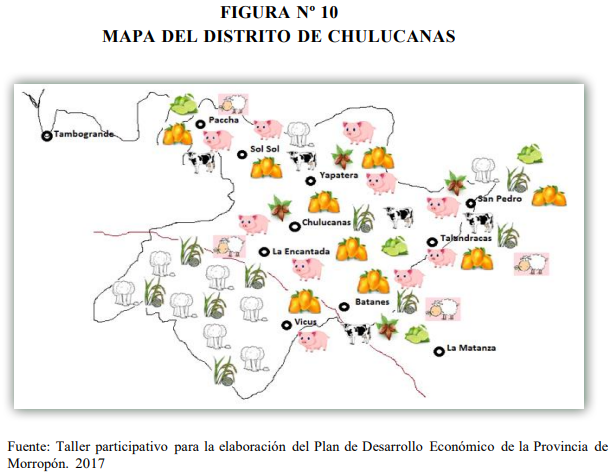 FIGURA Nº 10
MAPA DEL DISTRITO DE CHULUCANAS
Tambogrande
Paccha
Sol Sol
Yapatera
San Pedro
Chulucanas
Talandracas
La Encantada
Batanes
Vicus
La Matanza
Fuente: Taller participativo para la elaboración del Plan de Desarrollo Económico de la Provincia de
Morropón. 2017